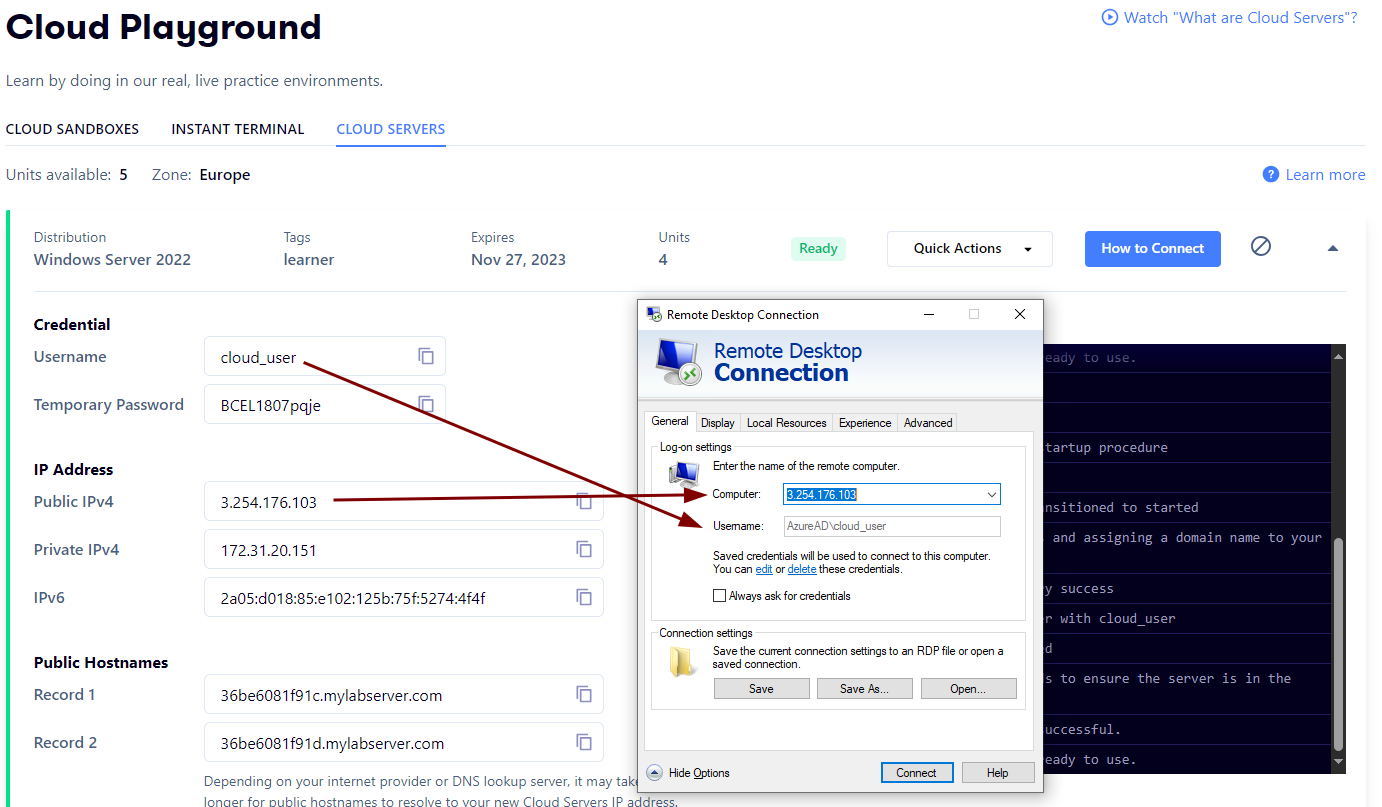 Cloud Playground
Watch "What are Cloud Servers"?
Learn by doing in our real, live practice environments.
CLOUD SANDBOXES INSTANT TERMINAL CLOUD SERVERS
Units available: 5 Zone: Europe
? Learn more
Distribution Tags Expires Units
Windows Server 2022 learner Nov 27, 2023 4
Ready
Quick Actions
How to Connect
Credential
Username cloud_user
Temporary Password BCEL1807pqje
IP Address
Public IPv4 3.254.176.103
Private IPv4 172.31.20.151
IPv6 2a05:d018:85:e102:125b:75f:5274:4f4f
Public Hostnames
Record 1 36be6081f91c.mylabserver.com
Record 2 36be6081f91d.mylabserver.com
Depending on your internet provider or DNS lookup server, it may take
longer for public hostnames to resolve to your new Cloud Servers IP address.
Remote Desktop Connection
Remote Desktop
Connection
General Display Local Resources Experience Advanced
Log-on settings
Enter the name of the remote computer.
Computer: 3.254.176.103
Username: AzureAD\cloud_user
Saved credentials will be used to connect to this computer.
You can edit or delete these credentials.
Always ask for credentials
Connection settings
Save the current connection settings to an RDP file or open a
saved connection.
Save Save As... Open...
Hide Options
Connect Help
eady to use.
tartup procedure
nsitioned to started
and assigning a domain name to your
y success
r with cloud_user
d
s to ensure the server is in the
uccessful.
eady to use.